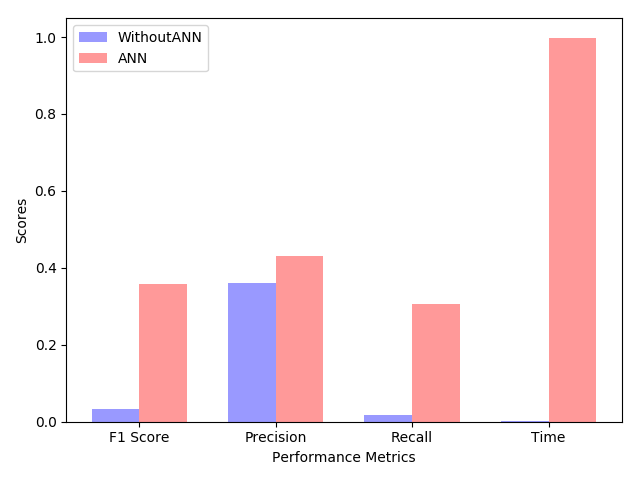 WithoutANN
ANN
1.0
0.8
0.6
0.4
0.2
0.0
Scores
F1 Score Precision Recall Time
Performance Metrics